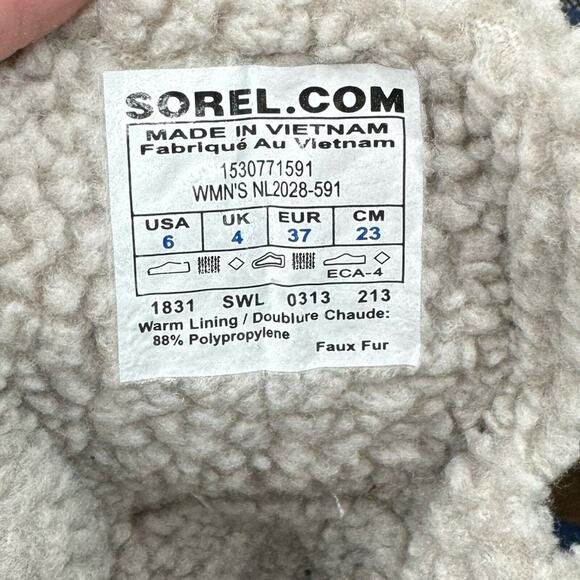 SOREL.COM
MADE IN VIETNAM
Fabriqué Au Vietnam
1530771591
WMN'S NL2028-591
USA UK EUR CM
6 4 37 23
ECA-4
1831 SWL 0313 213
Warm Lining / Doublure Chaude:
88% Polypropylene
Faux Fur